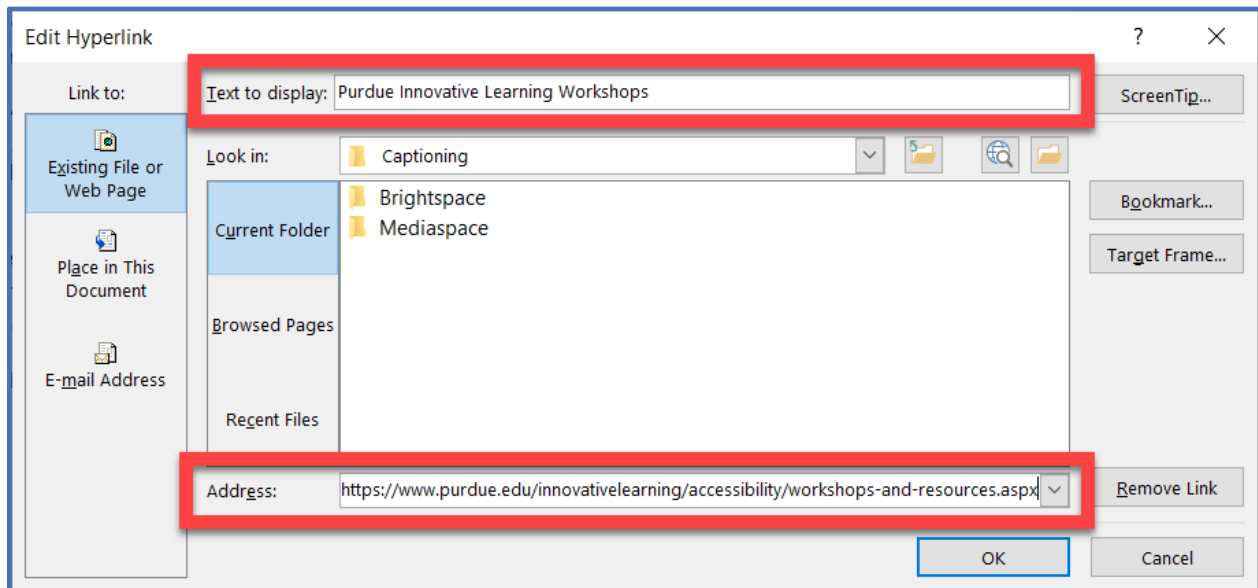 Edit Hyperlink
?
Link to:
Text to display: Purdue Innovative Learning Workshops
ScreenTip...
Existing File or
Web Page
Look in: Captioning
Current Folder
Brightspace
Mediaspace
Bookmark...
Place in This
Document
Target Frame...
Browsed Pages
E-mail Address
Recent Files
Address: https://www.purdue.edu/innovativelearning/accessibility/workshops-and-resources.aspx
Remove Link
OK
Cancel